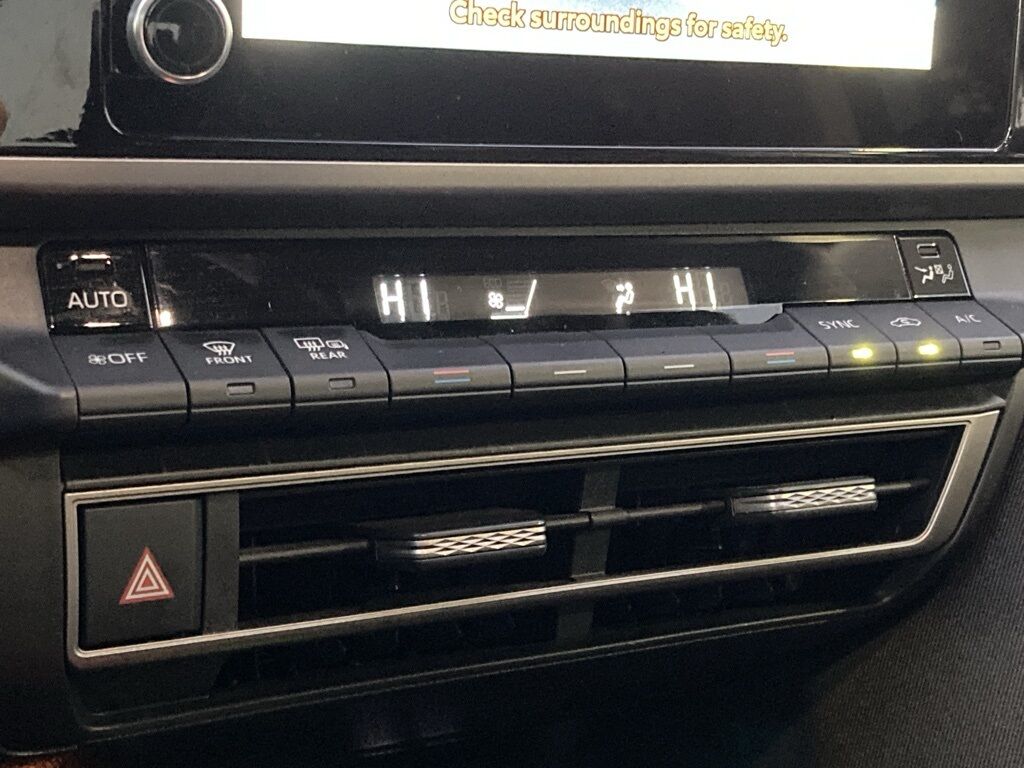 Check surroundings for safety.
AUTO
HI
HI
OFF
FRONT
REAR
SYNC
A/C